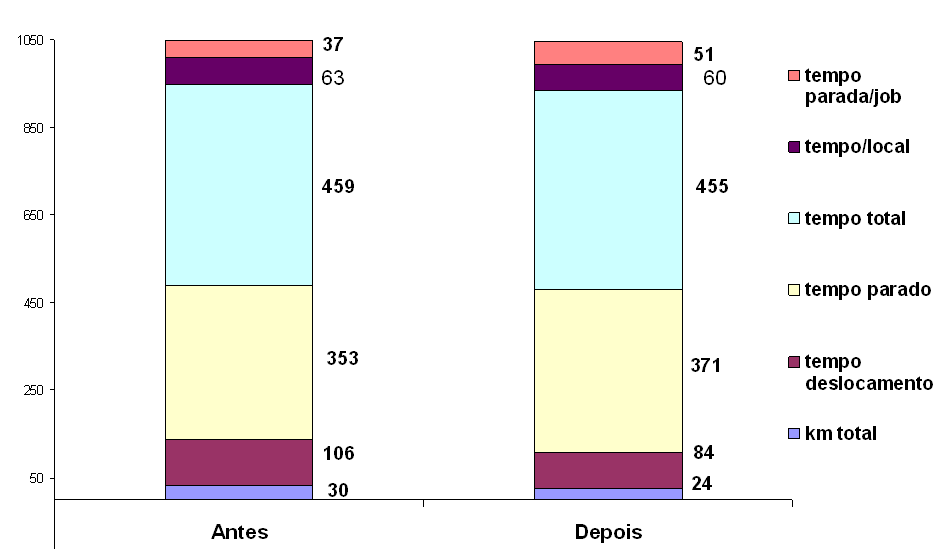 1050
850
650
450
250
50
37
63
459
353
106
30
51
60
455
371
84
24
Antes
Depois
tempo
parada/job
tempo/local
tempo total
tempo parado
tempo
deslocamento
km total